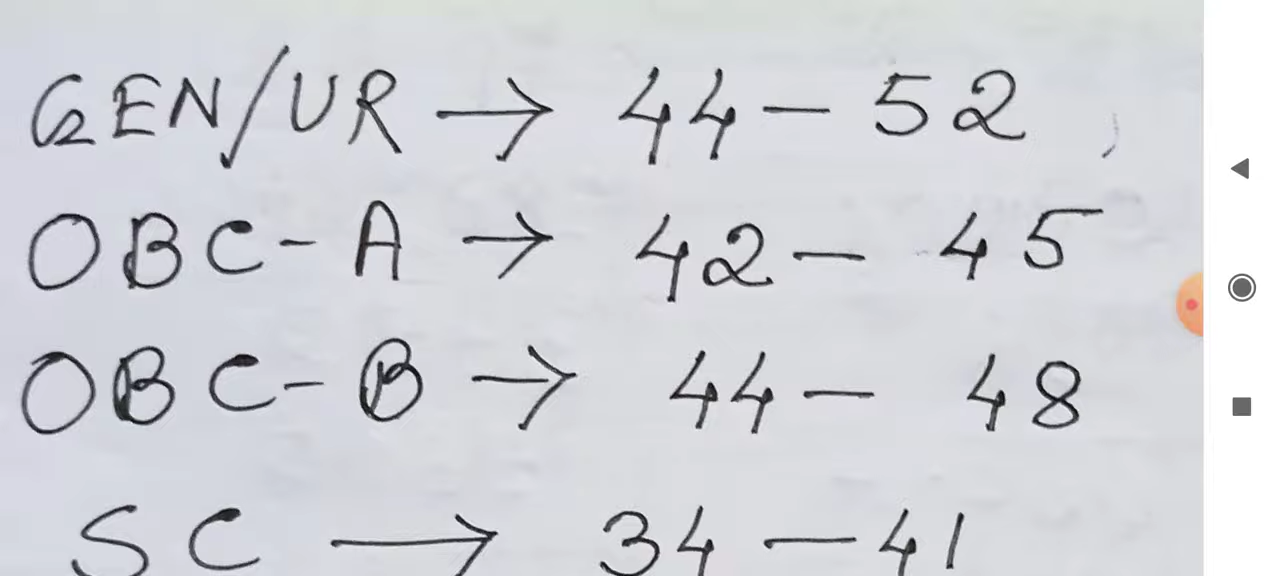 GEN/UR → 44 - 52
OBC-A → 42 - 45
OBC-B → 44 - 48
SC → 34 - 41